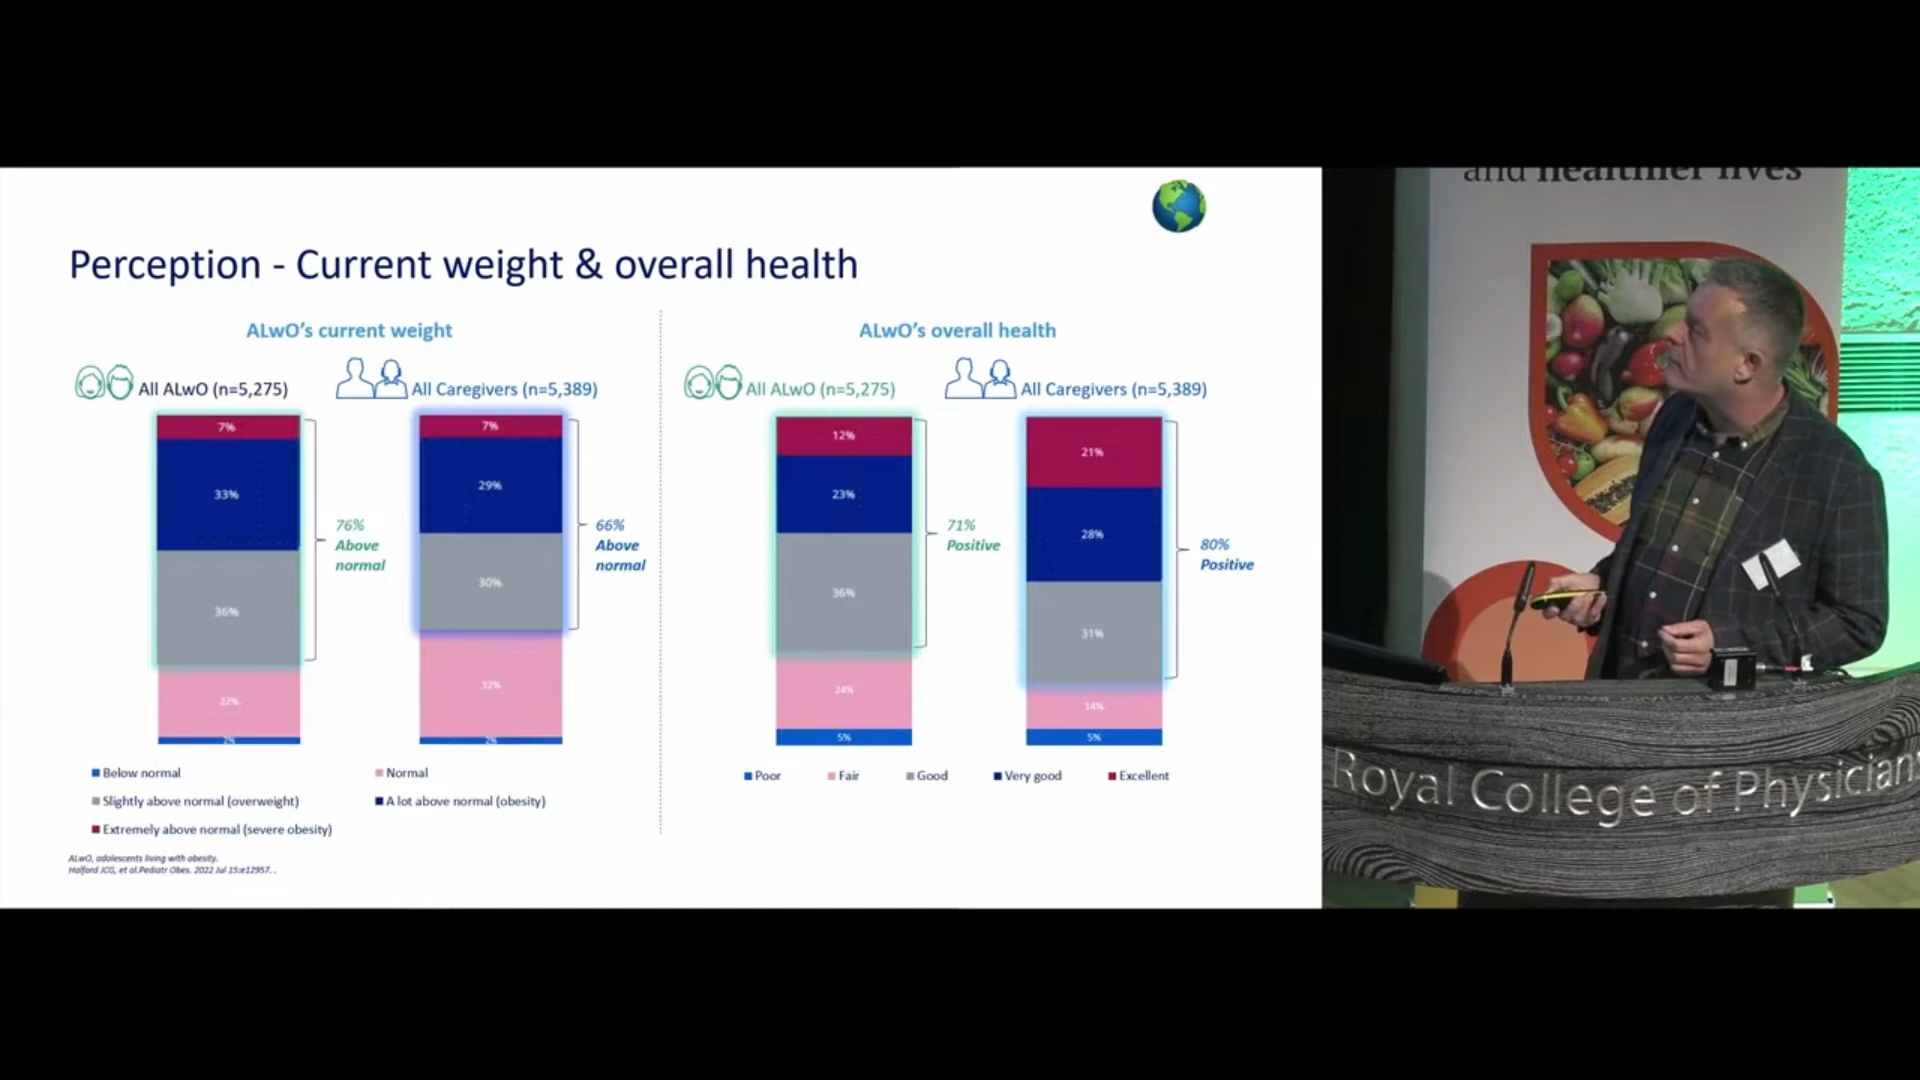 and healthier lives
Perception - Current weight & overall health
ALwO's current weight
All ALwO (n=5,275)
All Caregivers (n=5,389)
7%
33%
36%
22%
2%
76%
Above
normal
7%
29%
30%
32%
2%
66%
Above
normal
Below normal
Normal
Slightly above normal (overweight)
A lot above normal (obesity)
Extremely above normal (severe obesity)
ALwO's overall health
All ALwO (n=5,275)
All Caregivers (n=5,389)
12%
23%
36%
24%
5%
71%
Positive
21%
28%
31%
14%
5%
80%
Positive
Poor
Fair
Good
Very good
Excellent
ALwO, adolescents living with obesity.
Halford JCG, et al.Pediatr Obes. 2022 Jul 15:e12957. .
Royal College of Physicians